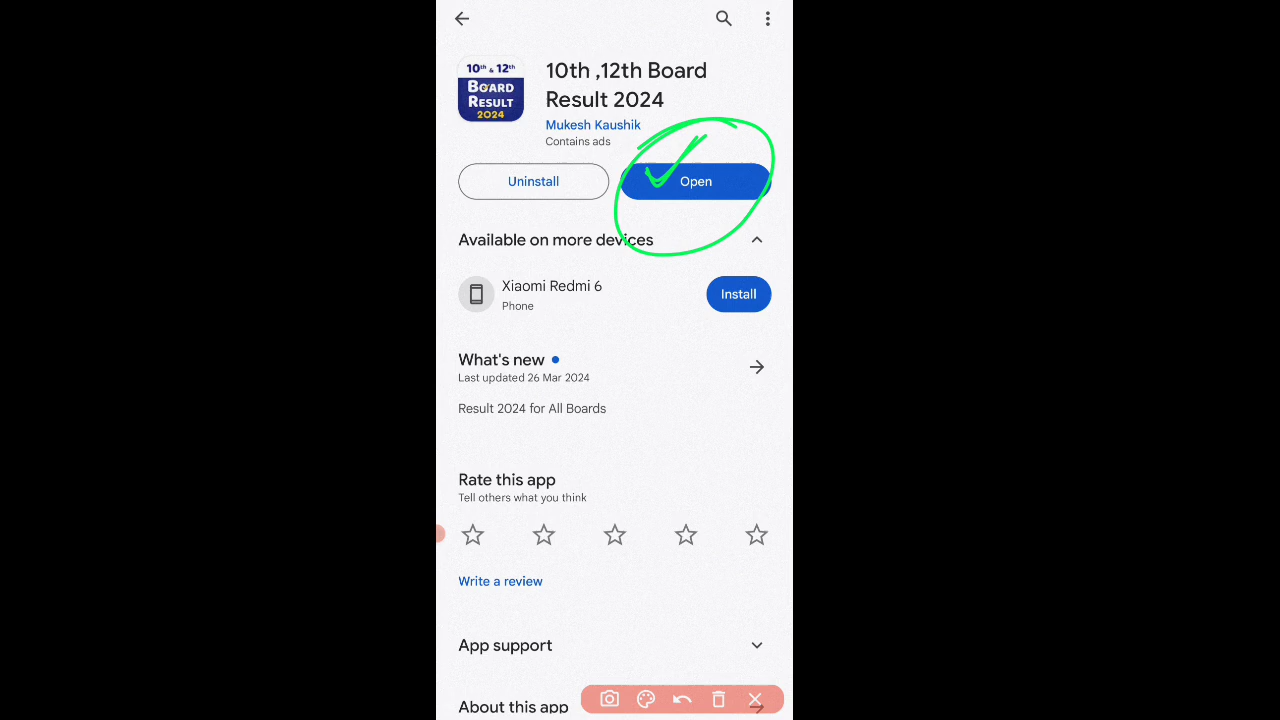 10th & 12th
BOARD
RESULT
2024
10th ,12th Board
Result 2024
Mukesh Kaushik
Contains ads
Uninstall
Open
Available on more devices
Xiaomi Redmi 6
Phone
Install
What's new
Last updated 26 Mar 2024
Result 2024 for All Boards
Rate this app
Tell others what you think
Write a review
App support
About this app